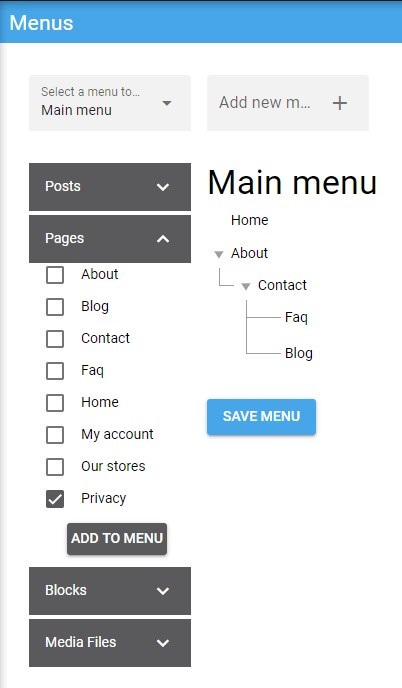 Menus
Select a menu to...
Main menu
Add new m...
Posts
Pages
About
Blog
Contact
Faq
Home
My account
Our stores
Privacy
ADD TO MENU
Blocks
Media Files
Main menu
Home
About
Contact
Faq
Blog
SAVE MENU